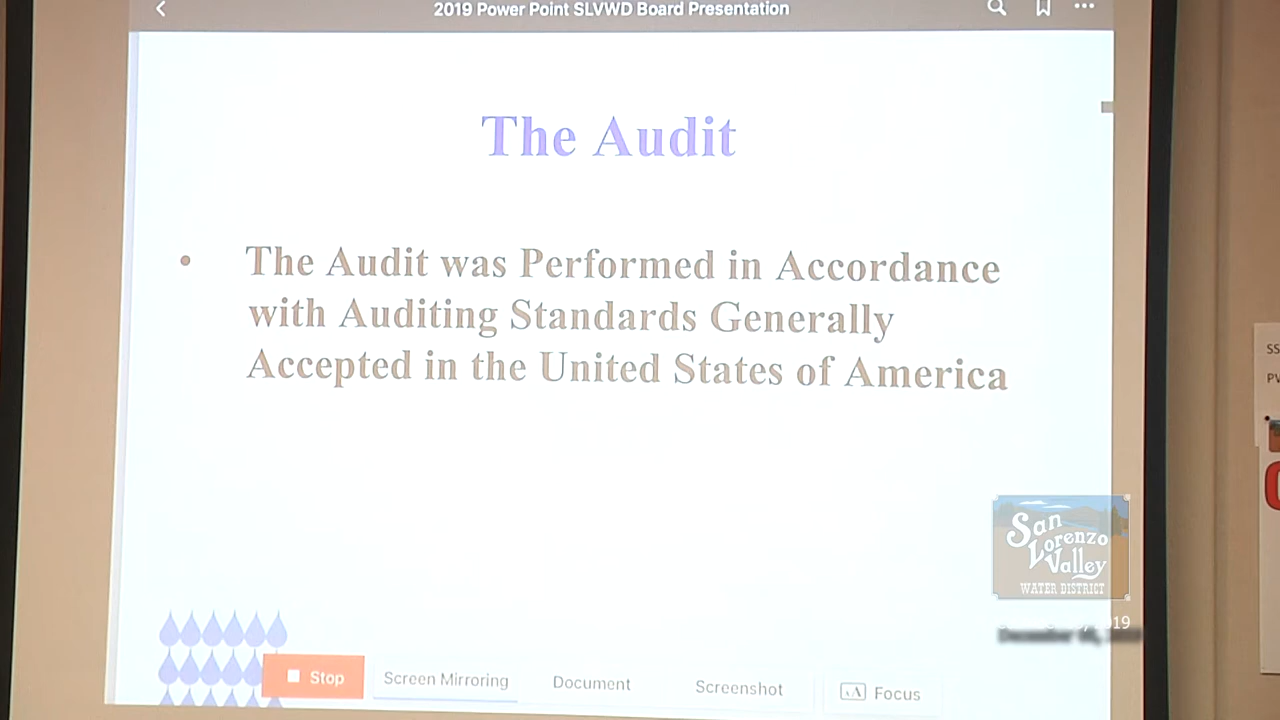 2019 Power Point SLVWD Board Presentation
The Audit
• The Audit was Performed in Accordance
with Auditing Standards Generally
Accepted in the United States of America
San
Lorenzo
Valley
WATER DISTRICT
Stop
Screen Mirroring
Document
Screenshot
Focus